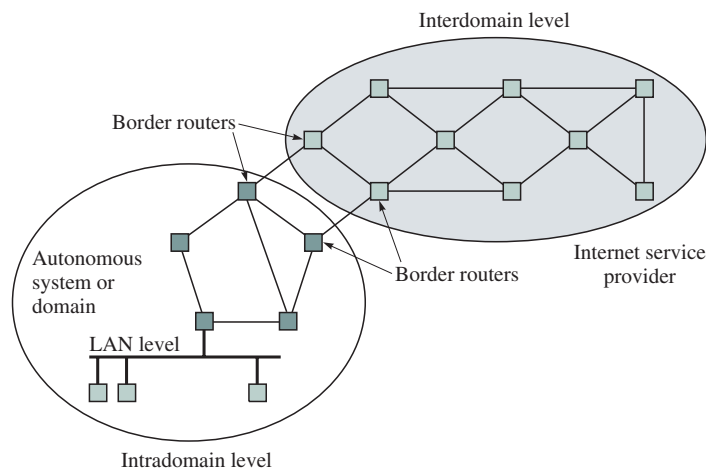 Interdomain level
Border routers
Autonomous
system or
domain
Internet service
provider
Border routers
LAN level
Intradomain level